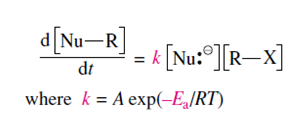 d[Nu—R]/dt = k[Nu:⊖][R—X]
where k = A exp(–Eₐ/RT)